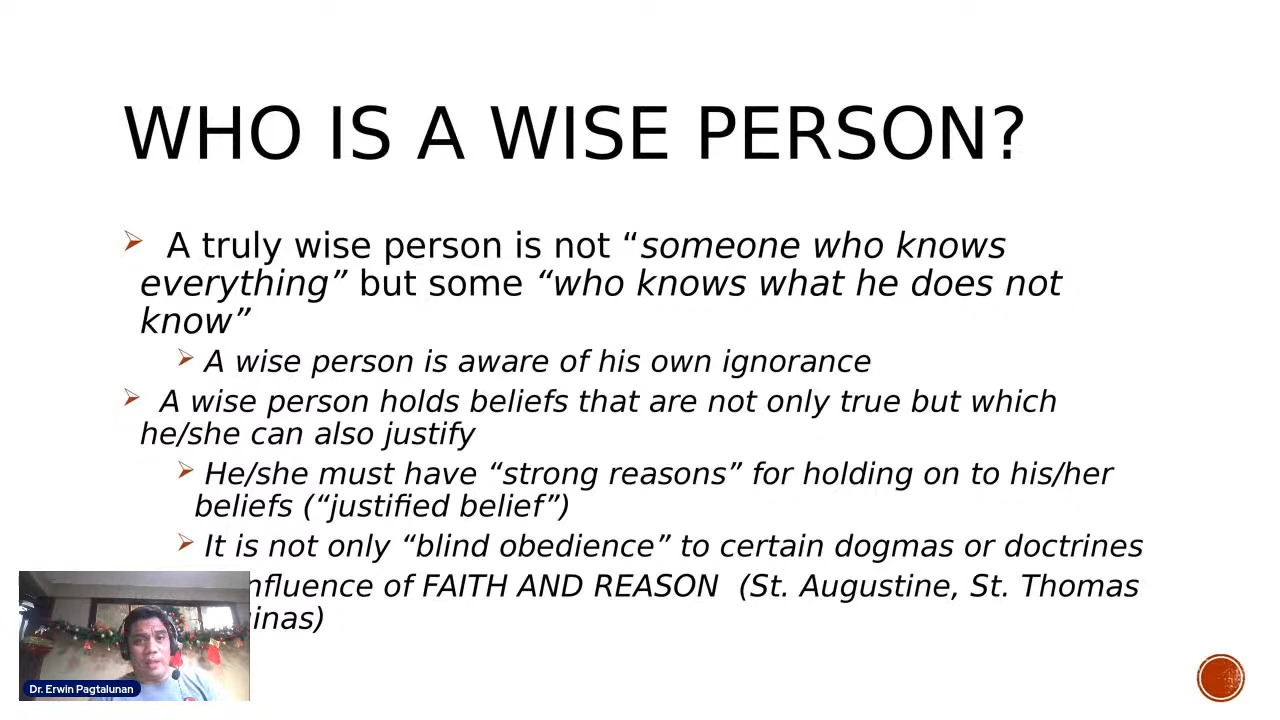 WHO IS A WISE PERSON?
A truly wise person is not “someone who knows
everything” but some “who knows what he does not
know”
A wise person is aware of his own ignorance
A wise person holds beliefs that are not only true but which
he/she can also justify
He/she must have “strong reasons” for holding on to his/her
beliefs (“justified belief”)
It is not only “blind obedience” to certain dogmas or doctrines
of FAITH AND REASON (St. Augustine, St. Thomas
Dr. Erwin Pagtalunan